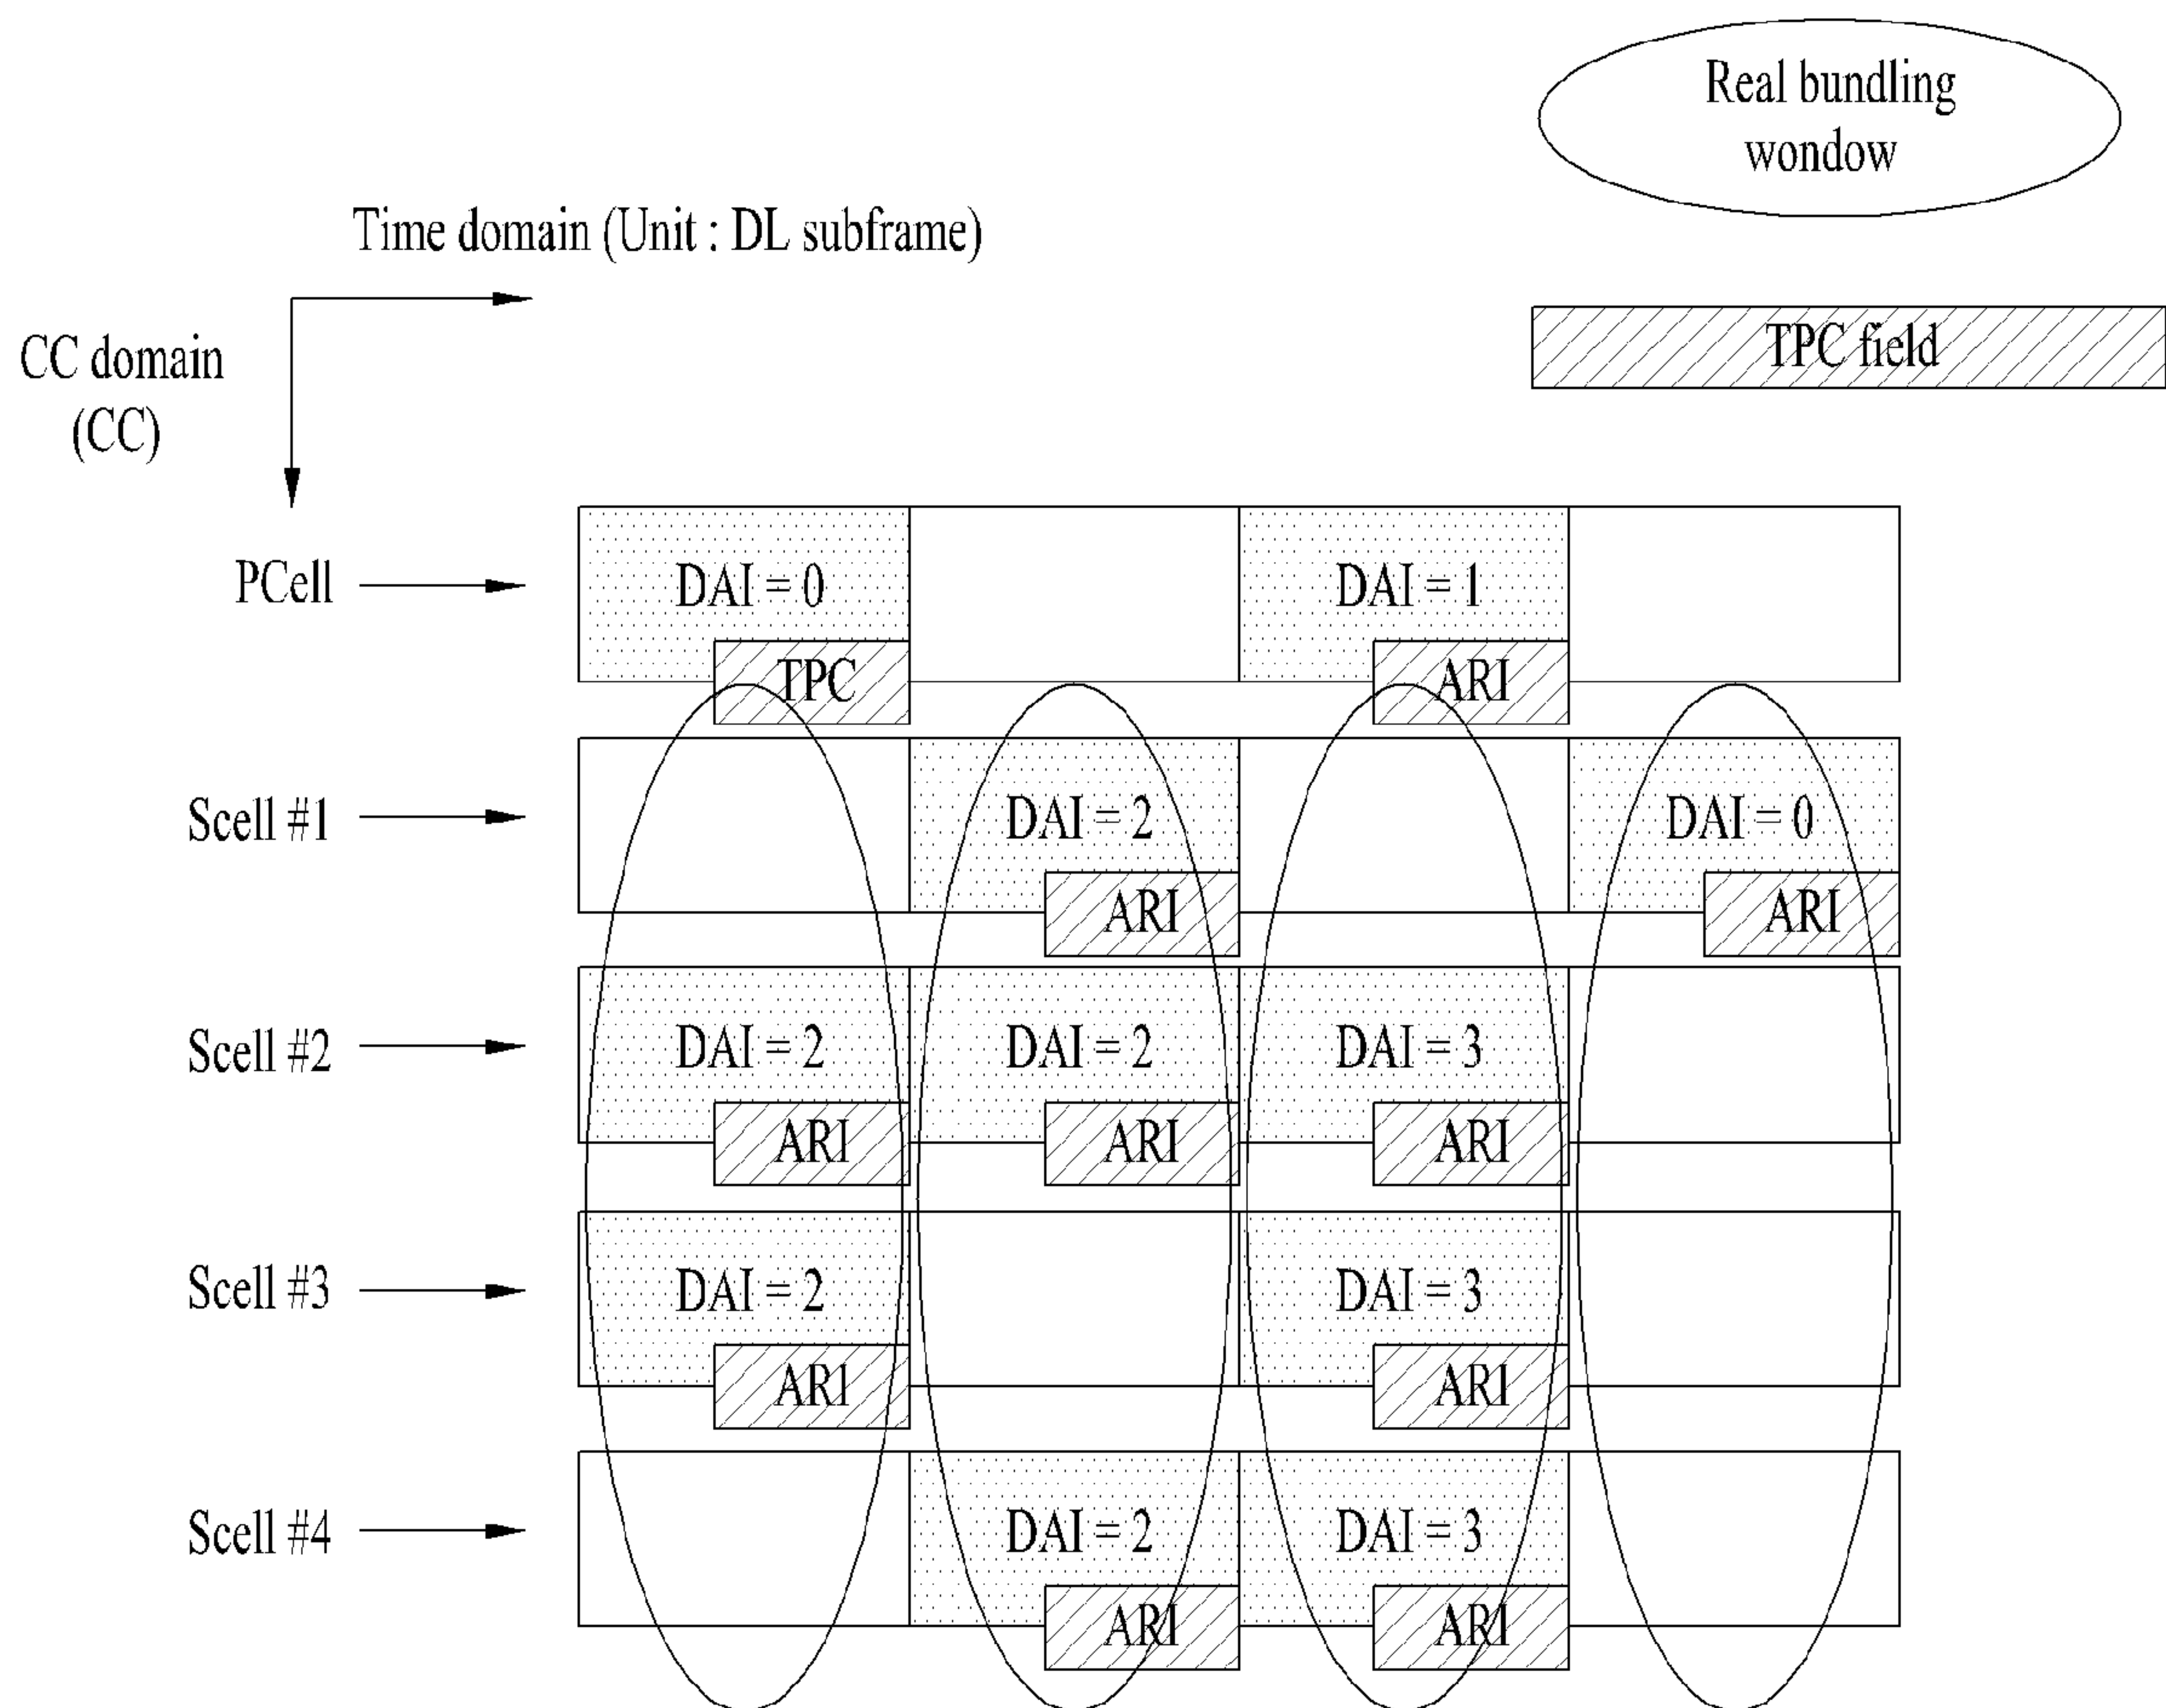 Real bundling
wondow
Time domain (Unit : DL subframe)
TPC field
CC domain
(CC)
PCell
DAI = 0
DAI = 1
TPC
ARI
Scell #1
DAI = 2
DAI = 0
ARI
ARI
Scell #2
DAI = 2
DAI = 2
DAI = 3
ARI
ARI
ARI
Scell #3
DAI = 2
DAI = 3
ARI
ARI
Scell #4
DAI = 2
DAI = 3
ARI
ARI